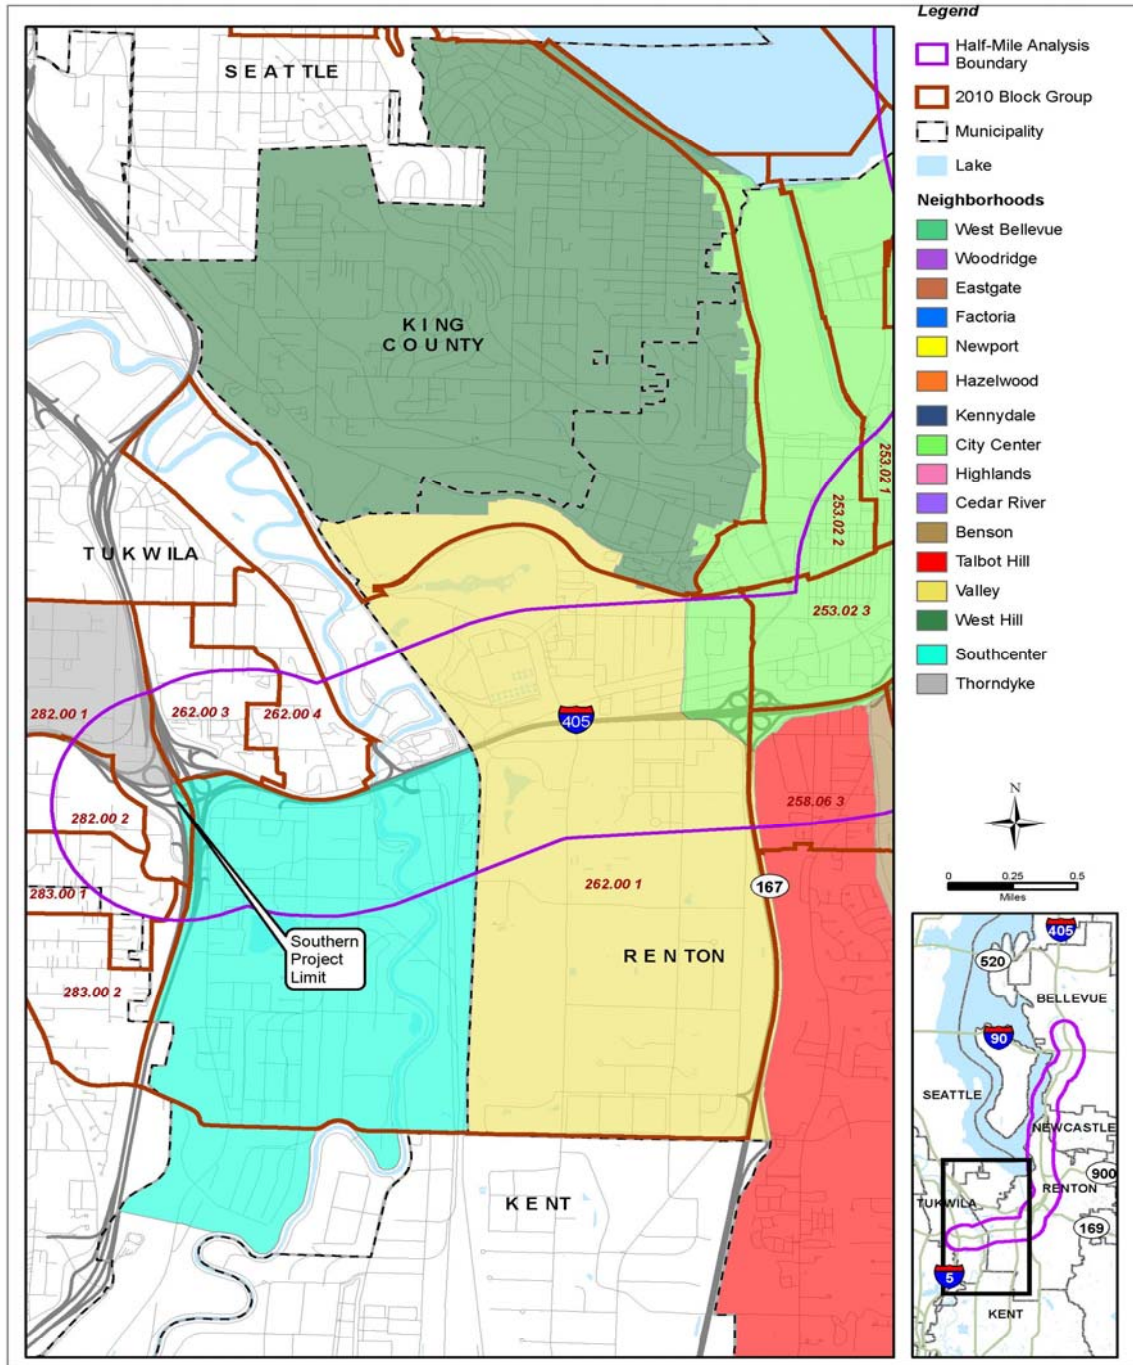 Legend
Half-Mile Analysis
Boundary
2010 Block Group
Municipality
Lake
Neighborhoods
West Bellevue
Woodridge
Eastgate
Factoria
Newport
Hazelwood
Kennydale
City Center
Highlands
Cedar River
Benson
Talbot Hill
Valley
West Hill
Southcenter
Thorndyke
SEATTLE
KING
COUNTY
TUKWILA
253.02 1
253.02 2
253.02 3
282.00 1
262.00 3
262.00 4
405
282.00 2
258.06 3
283.00 1
262.00 1
167
Southern
Project
Limit
RENTON
283.00 2
KENT
N
0 0.25 0.5
Miles
405
520
BELLEVUE
90
SEATTLE
NEWCASTLE
900
RENTON
TUKWILA
169
5
KENT